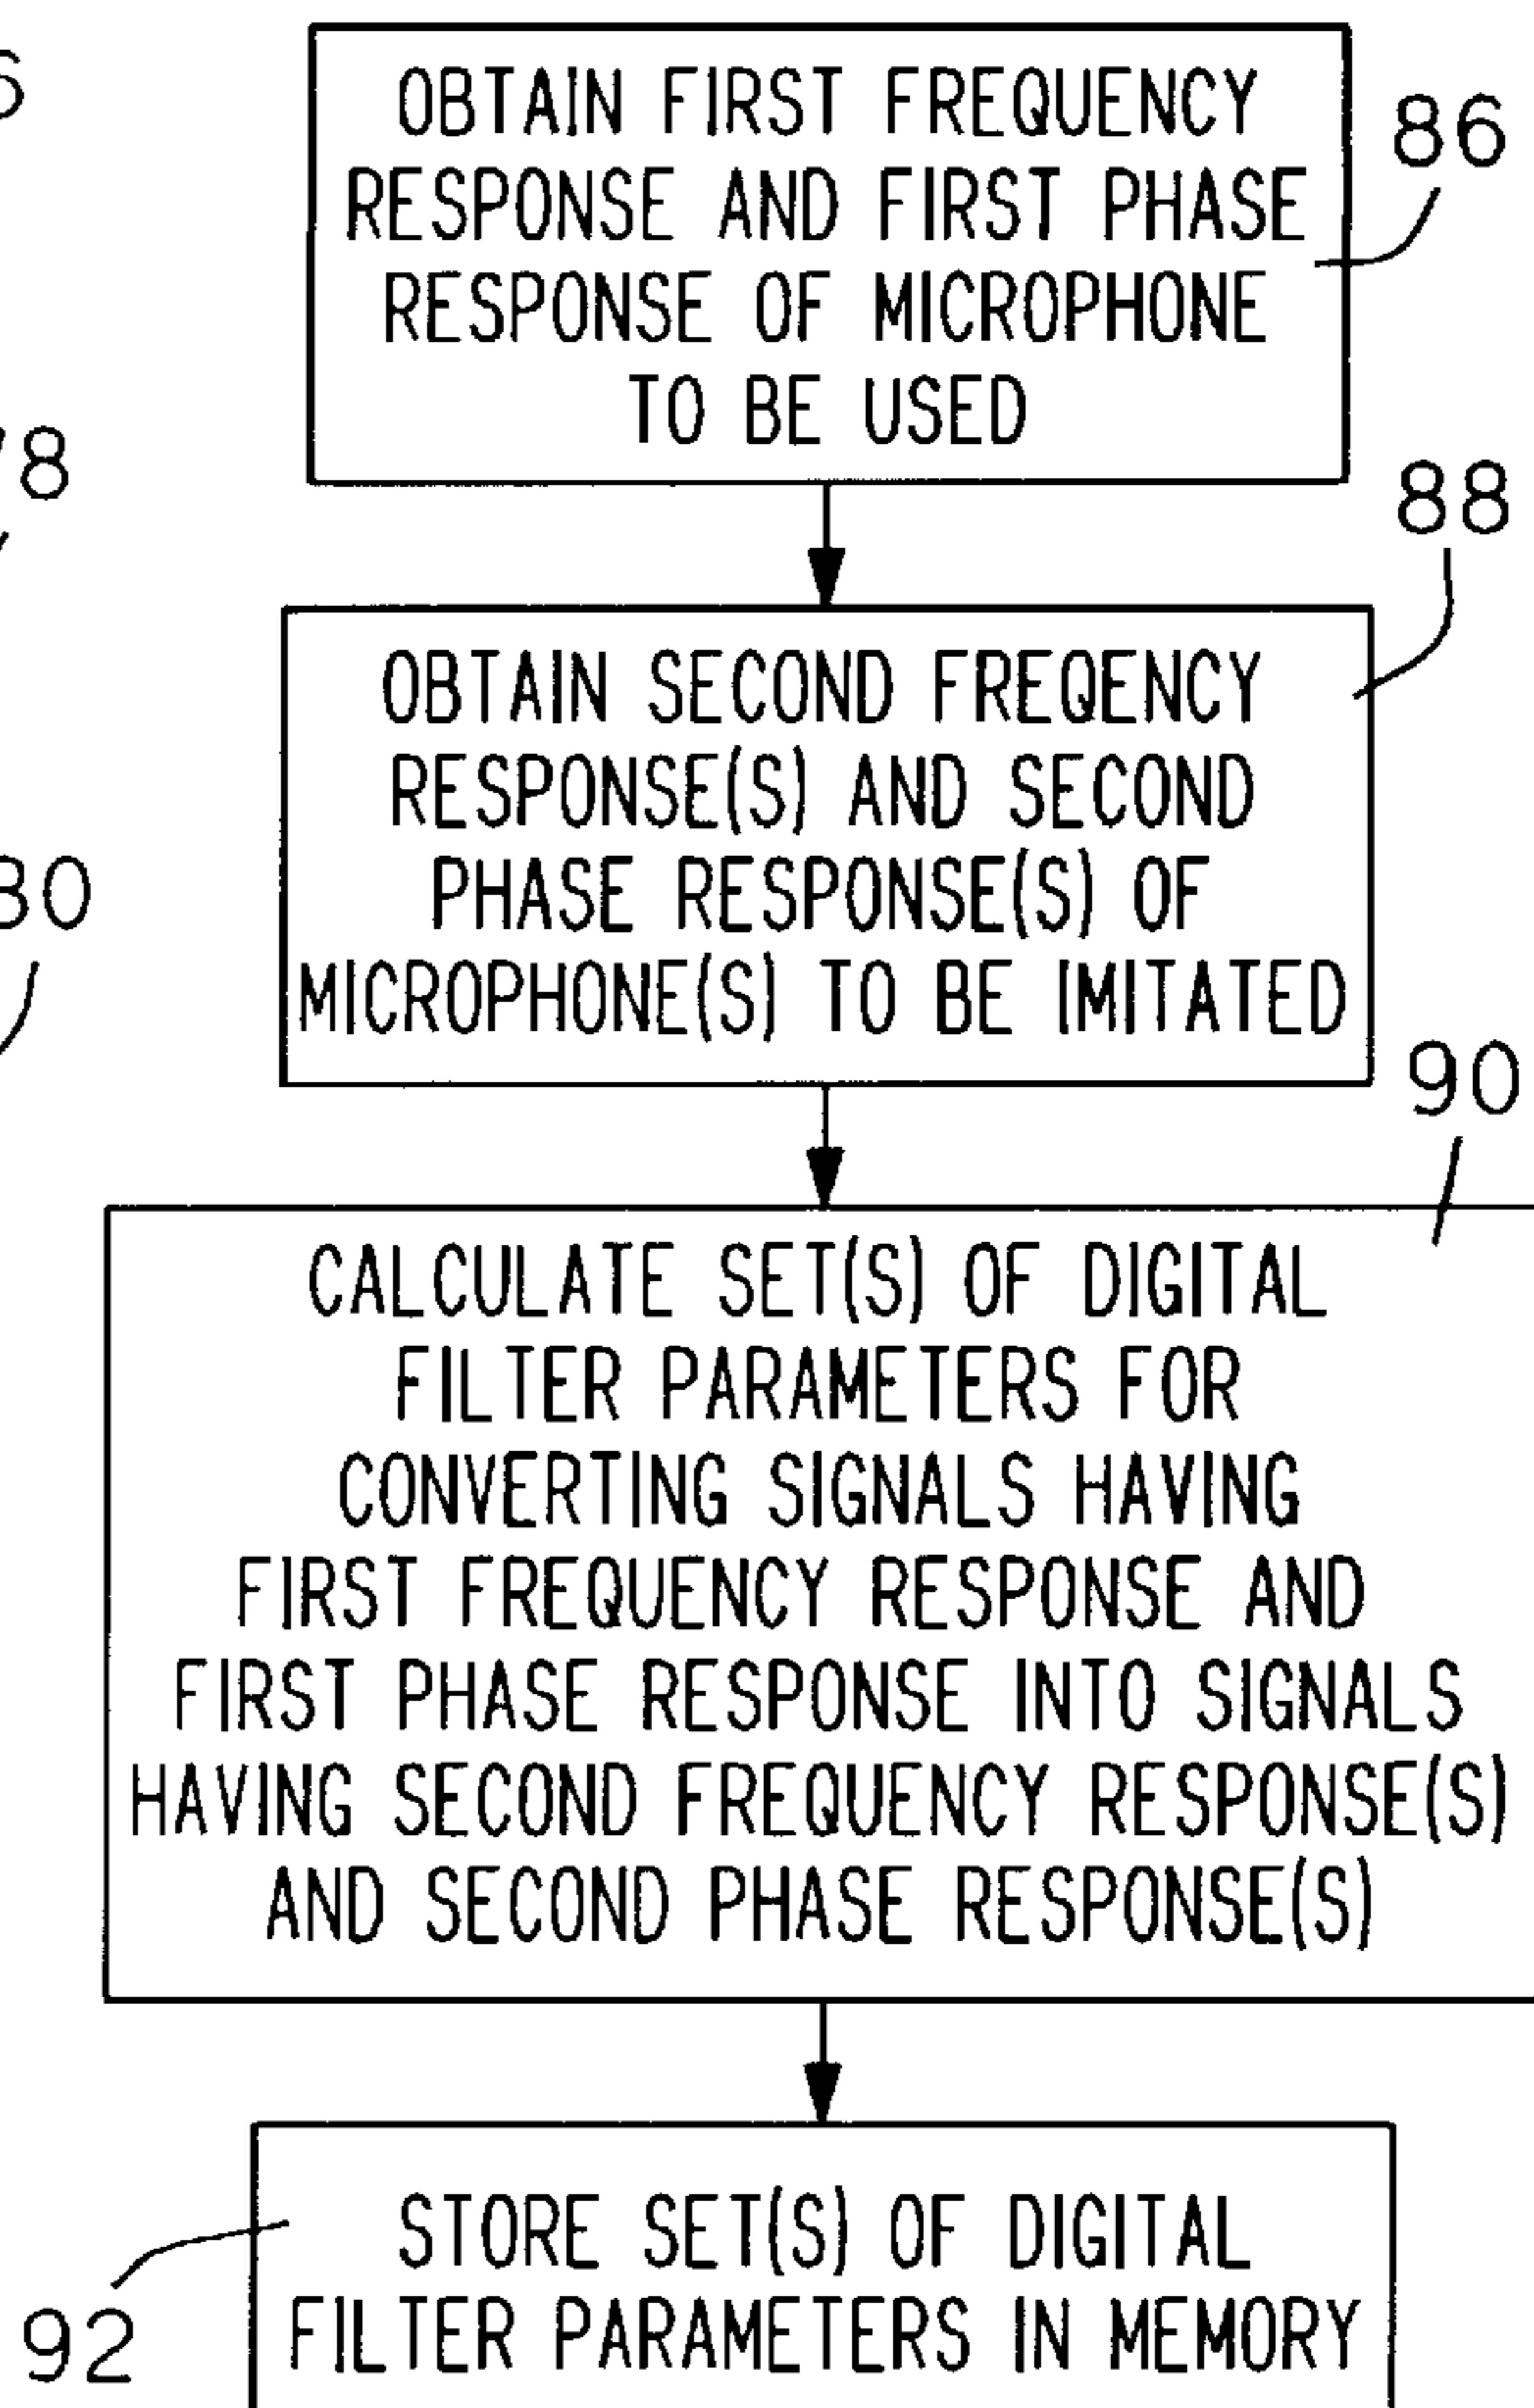 OBTAIN FIRST FREQUENCY
RESPONSE AND FIRST PHASE
RESPONSE OF MICROPHONE
TO BE USED
86
88
OBTAIN SECOND FREQENCY
RESPONSE(S) AND SECOND
PHASE RESPONSE(S) OF
MICROPHONE(S) TO BE IMITATED
90
CALCULATE SET(S) OF DIGITAL
FILTER PARAMETERS FOR
CONVERTING SIGNALS HAVING
FIRST FREQUENCY RESPONSE AND
FIRST PHASE RESPONSE INTO SIGNALS
HAVING SECOND FREQUENCY RESPONSE(S)
AND SECOND PHASE RESPONSE(S)
STORE SET(S) OF DIGITAL
FILTER PARAMETERS IN MEMORY
92